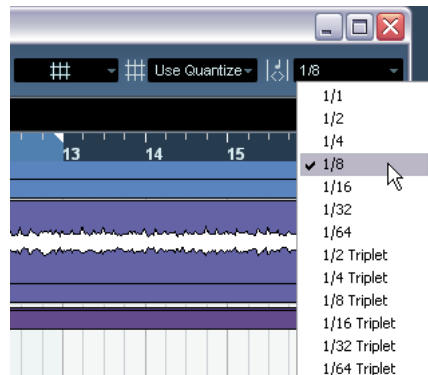 Use Quantize 1/8
13 14 15
1/1
1/2
1/4
1/8
1/16
1/32
1/64
1/2 Triplet
1/4 Triplet
1/8 Triplet
1/16 Triplet
1/32 Triplet
1/64 Triplet